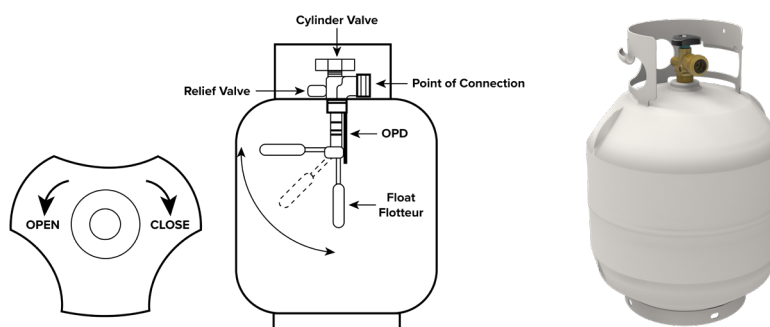 Cylinder Valve
Relief Valve
Point of Connection
OPD
Float
Flotteur
OPEN
CLOSE